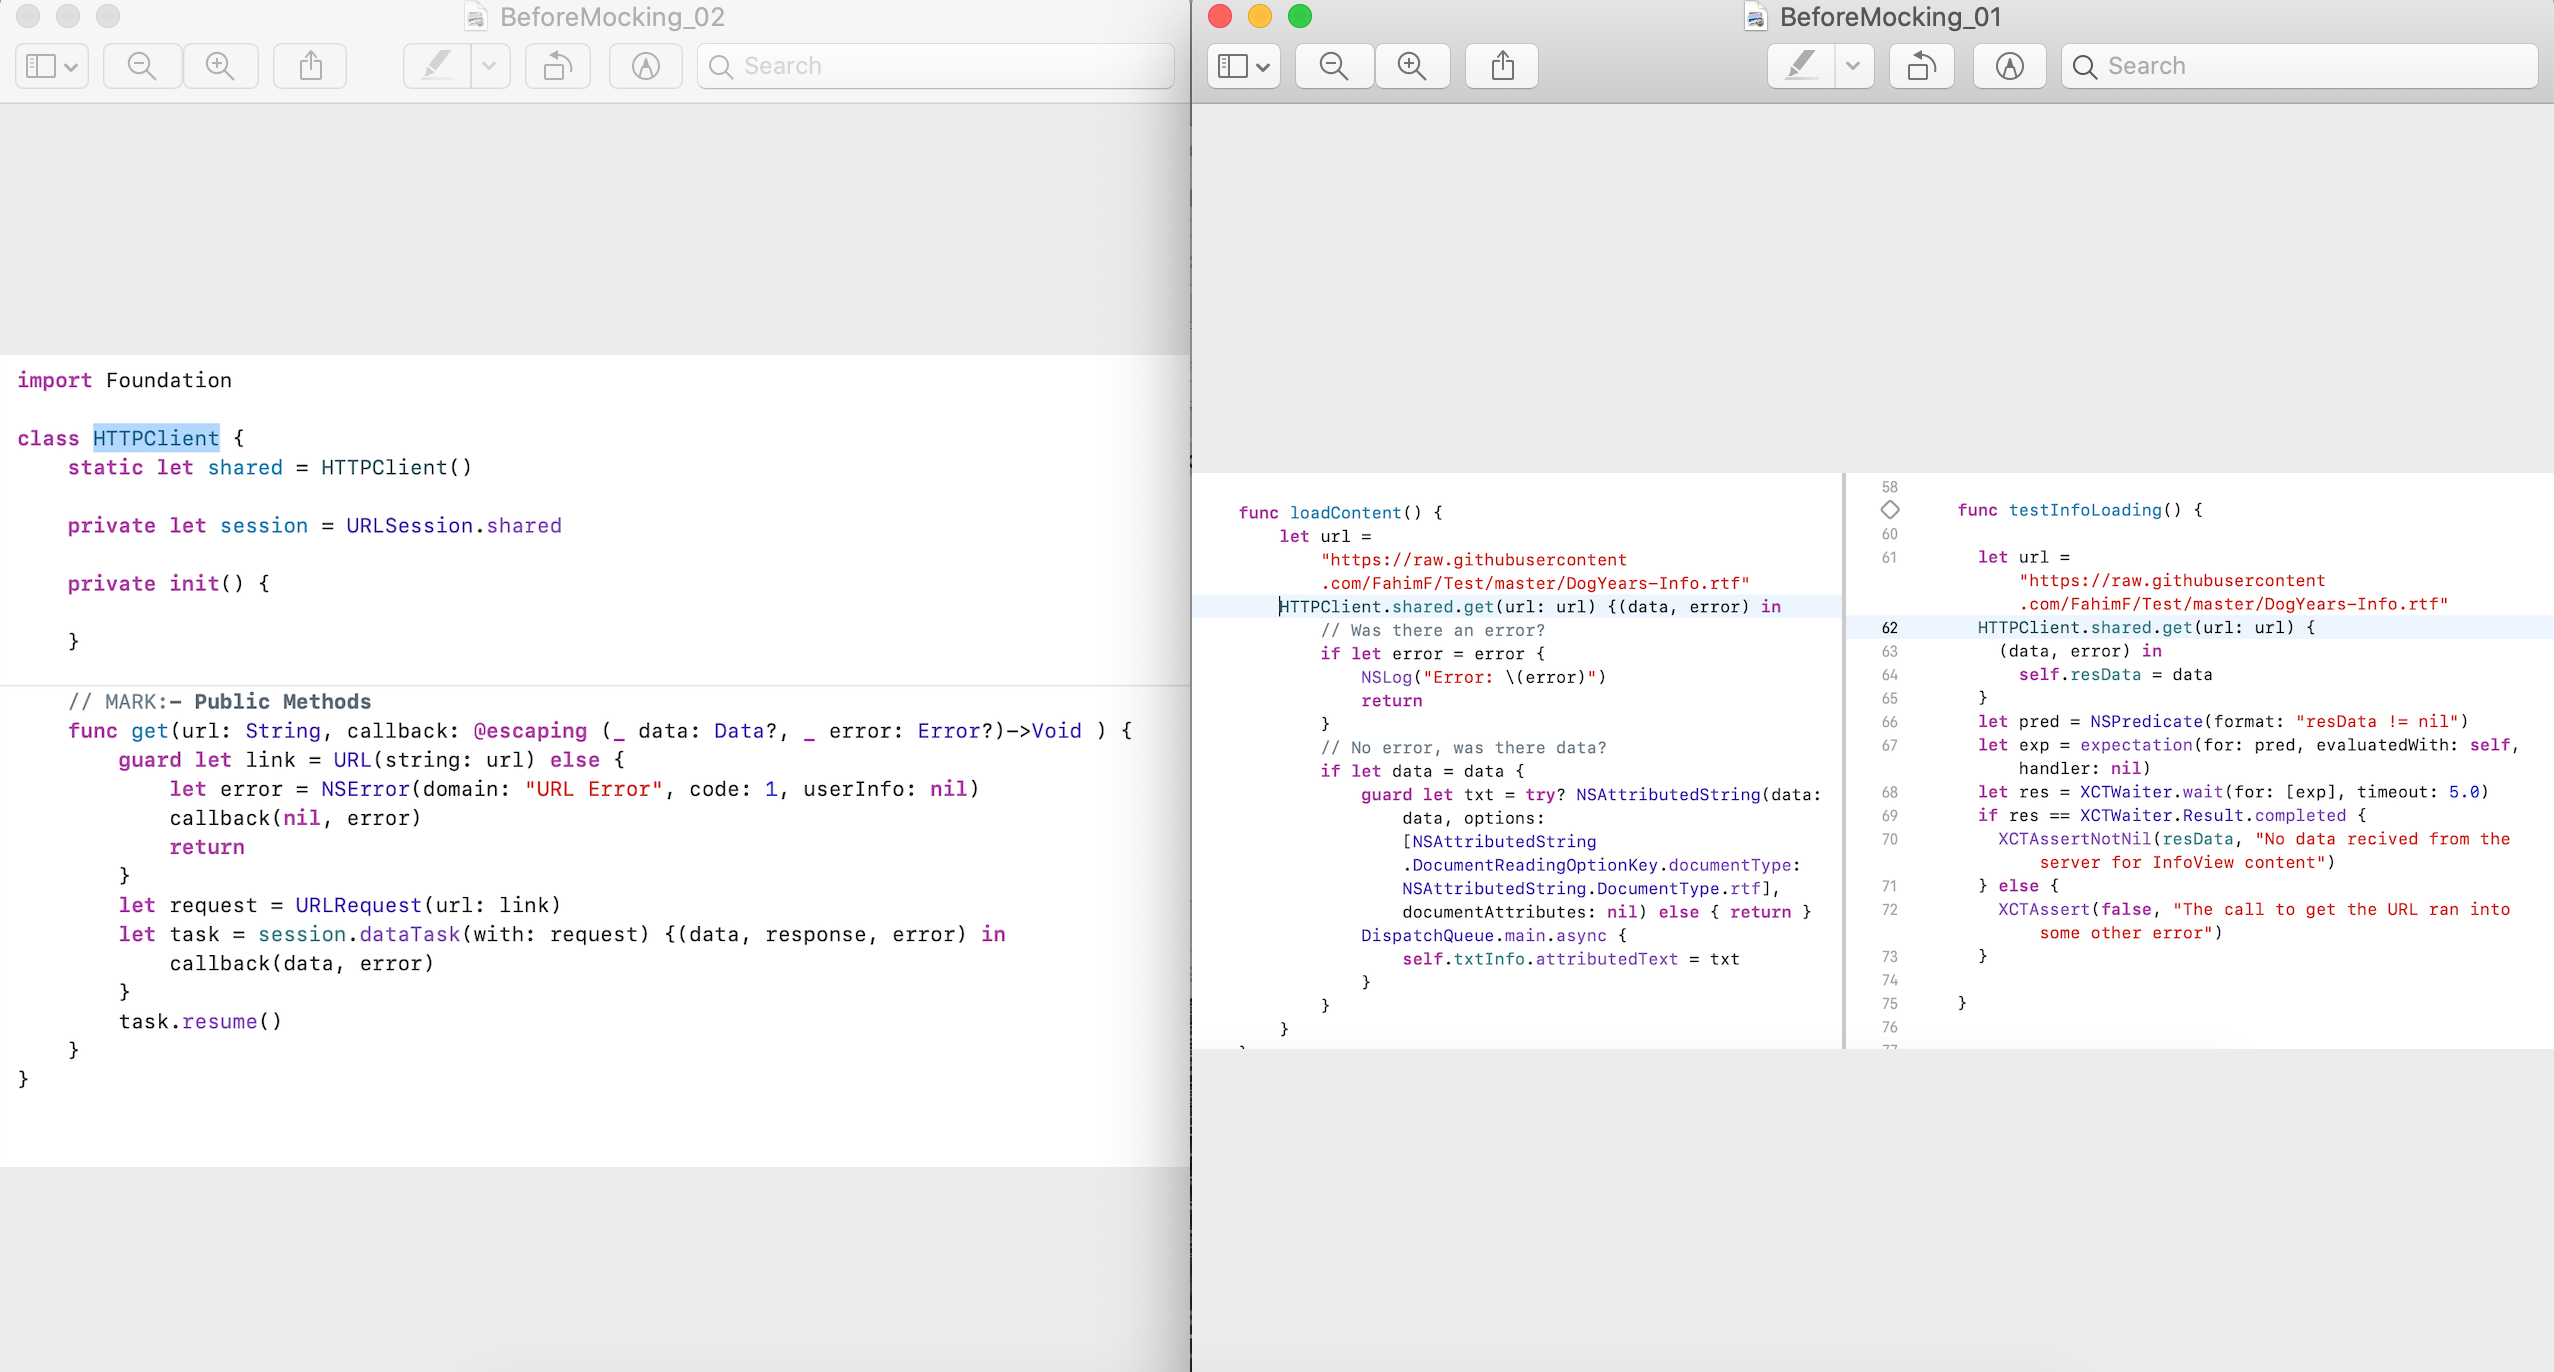 BeforeMocking_02
Search
import Foundation
class HTTPClient {
static let shared = HTTPClient()
private let session = URLSession.shared
private init() {
}
// MARK:- Public Methods
func get(url: String, callback: @escaping (_ data: Data?, _ error: Error?)->Void ) {
guard let link = URL(string: url) else {
let error = NSError(domain: "URL Error", code: 1, userInfo: nil)
callback(nil, error)
return
}
let request = URLRequest(url: link)
let task = session.dataTask(with: request) {(data, response, error) in
callback(data, error)
}
task.resume()
}
}
BeforeMocking_01
Search
func loadContent() {
let url =
"https://raw.githubusercontent
.com/FahimF/Test/master/DogYears-Info.rtf"
HTTPClient.shared.get(url: url) {(data, error) in
// Was there an error?
if let error = error {
NSLog("Error: \(error)")
return
}
// No error, was there data?
if let data = data {
guard let txt = try? NSAttributedString(data:
data, options:
[NSAttributedString
.DocumentReadingOptionKey.documentType:
NSAttributedString.DocumentType.rtf],
documentAttributes: nil) else { return }
DispatchQueue.main.async {
self.txtInfo.attributedText = txt
}
}
}
58
func testInfoLoading() {
60
61 let url =
"https://raw.githubusercontent
.com/FahimF/Test/master/DogYears-Info.rtf"
62 HTTPClient.shared.get(url: url) {
63 (data, error) in
64 self.resData = data
65 }
66 let pred = NSPredicate(format: "resData != nil")
67 let exp = expectation(for: pred, evaluatedWith: self,
handler: nil)
68 let res = XCTWaiter.wait(for: [exp], timeout: 5.0)
69 if res == XCTWaiter.Result.completed {
70 XCTAssertNotNil(resData, "No data recived from the
server for InfoView content")
71 } else {
72 XCTAssert(false, "The call to get the URL ran into
some other error")
73 }
74
75 }
76